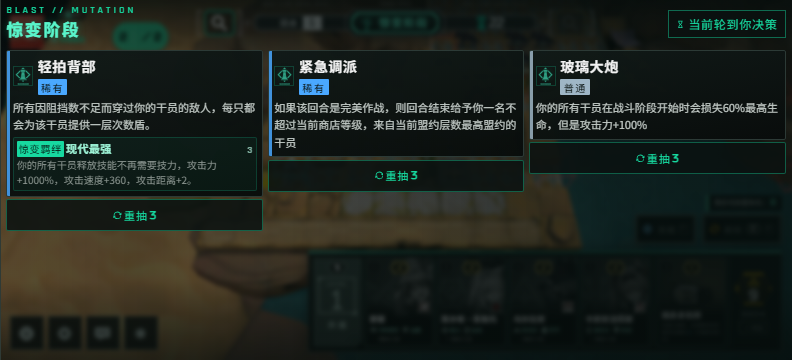 BLAST // MUTATION
惊变阶段
当前轮到你决策
轻拍背部
稀有
所有因阻挡数不足而穿过你的干员的敌人，每只都
会为该干员提供一层次数盾。
惊变羁绊 现代最强 3
你的所有干员释放技能不再需要技力，攻击力
+1000%，攻击速度+360，攻击距离+2。
重抽3
紧急调派
稀有
如果该回合是完美作战，则回合结束给予你一名不
超过当前商店等级，来自当前盟约层数最高盟约的
干员
重抽3
玻璃大炮
普通
你的所有干员在战斗阶段开始时会损失60%最高生
命，但是攻击力+100%
重抽3